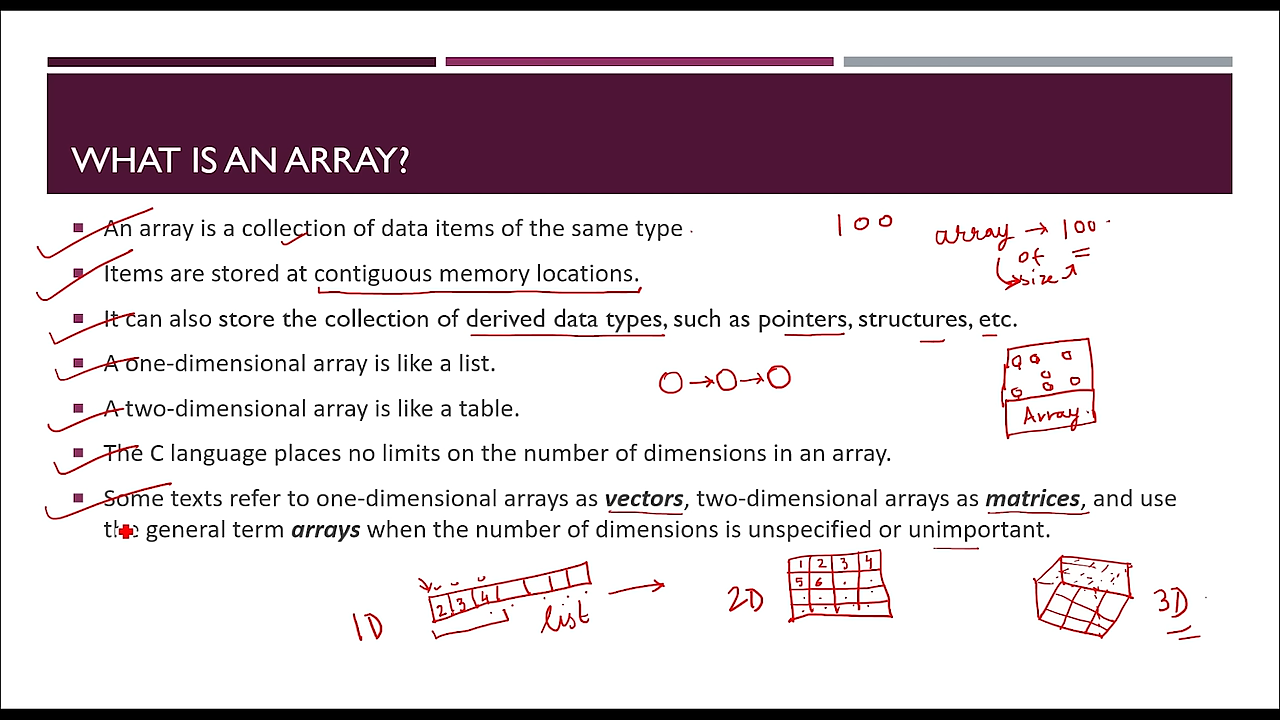 WHAT IS AN ARRAY?
An array is a collection of data items of the same type
100
array → 100
of
size
Items are stored at contiguous memory locations.
It can also store the collection of derived data types, such as pointers, structures, etc.
A one-dimensional array is like a list.
A two-dimensional array is like a table.
Array
The C language places no limits on the number of dimensions in an array.
Some texts refer to one-dimensional arrays as vectors, two-dimensional arrays as matrices, and use
the general term arrays when the number of dimensions is unspecified or unimportant.
1D
2 3 4
list
2D
1 2 3 4
5 6
3D